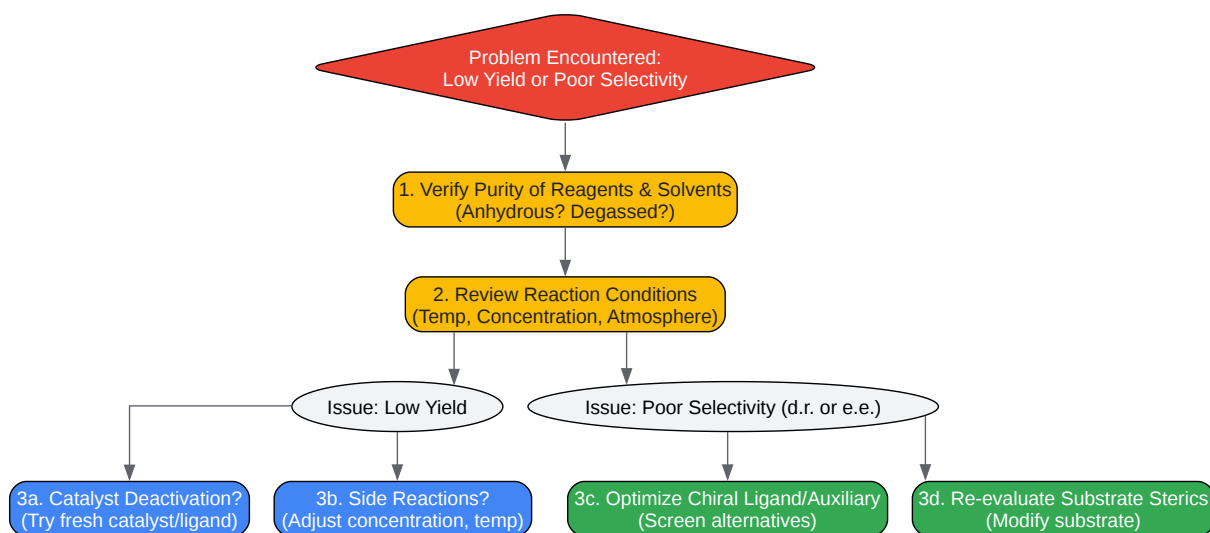 Problem Encountered:
Low Yield or Poor Selectivity
1. Verify Purity of Reagents & Solvents
(Anhydrous? Degassed?)
2. Review Reaction Conditions
(Temp, Concentration, Atmosphere)
Issue: Low Yield
Issue: Poor Selectivity (d.r. or e.e.)
3a. Catalyst Deactivation?
(Try fresh catalyst/ligand)
3b. Side Reactions?
(Adjust concentration, temp)
3c. Optimize Chiral Ligand/Auxiliary
(Screen alternatives)
3d. Re-evaluate Substrate Sterics
(Modify substrate)